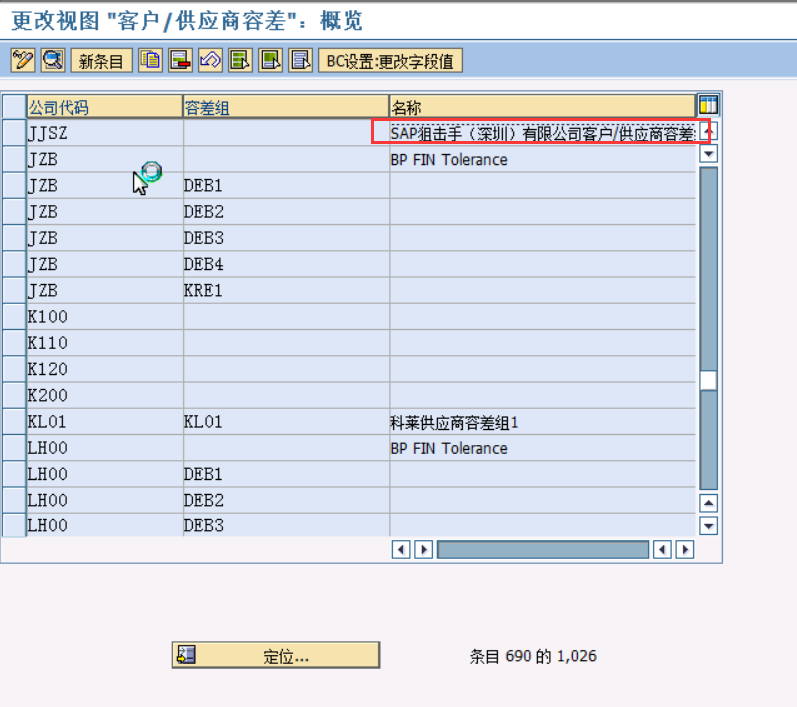 更改视图 "客户/供应商容差": 概览
新条目 BC设置:更改字段值
公司代码 容差组 名称
JJSZ SAP狙击手（深圳）有限公司客户/供应商容差
JZB BP FIN Tolerance
JZB DEB1
JZB DEB2
JZB DEB3
JZB DEB4
JZB KRE1
K100
K110
K120
K200
KL01 KL01 科莱供应商容差组1
LH00 BP FIN Tolerance
LH00 DEB1
LH00 DEB2
LH00 DEB3
定位... 条目 690 的 1,026